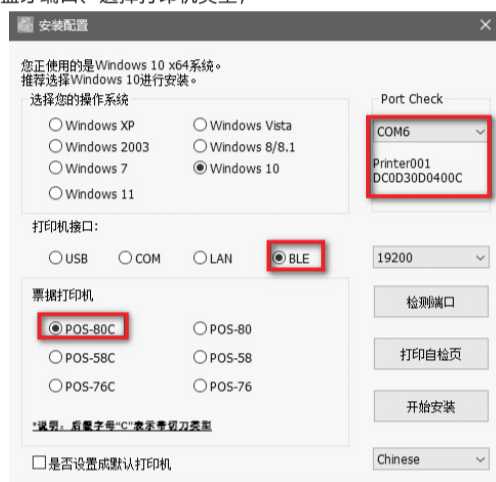 安装配置
您正使用的是Windows 10 x64系统。
推荐选择Windows 10进行安装。
选择您的操作系统
Windows XP
Windows Vista
Windows 2003
Windows 8/8.1
Windows 7
Windows 10
Windows 11
Port Check
COM6
Printer001
DC0D30D0400C
打印机接口:
USB
COM
LAN
BLE
19200
票据打印机
POS-80C
POS-80
POS-58C
POS-58
POS-76C
POS-76
*说明：后置字母“C”表示带切刀类型
检测端口
打印自检页
开始安装
是否设置成默认打印机
Chinese